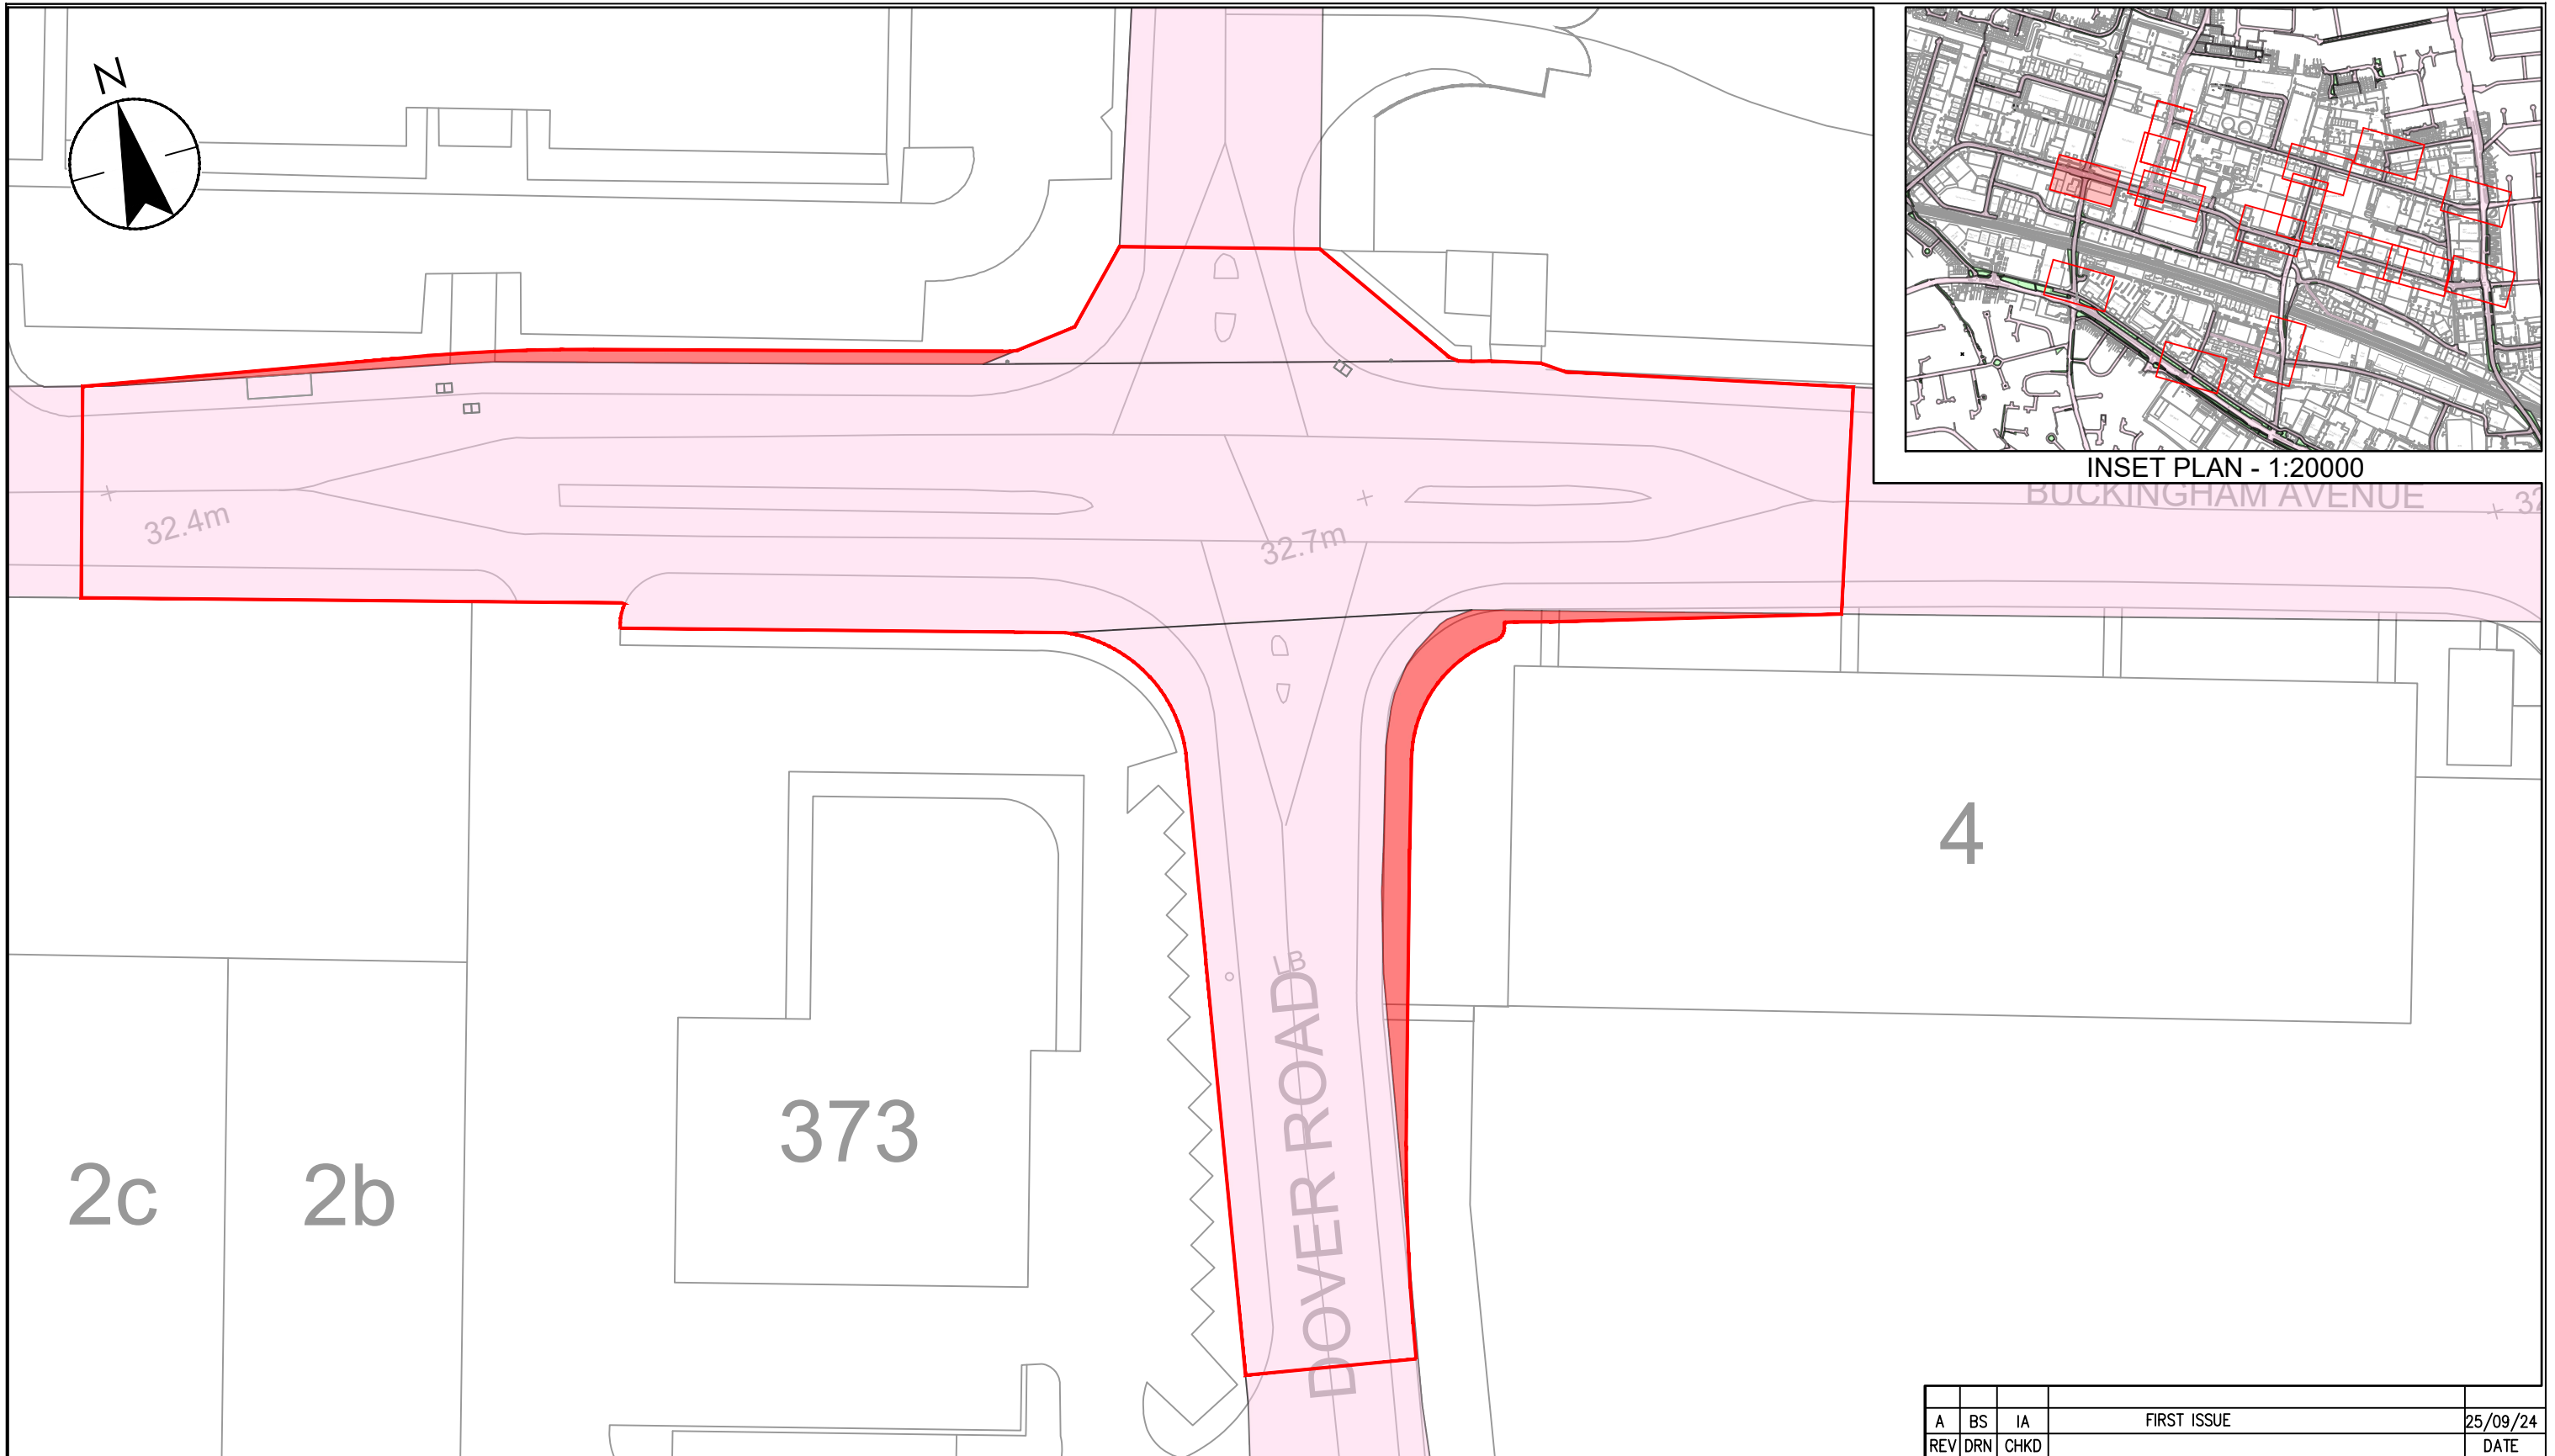 N
INSET PLAN - 1:20000
BUCKINGHAM AVENUE
32.4m
32.7m
4
LB
DOVER ROAD
373
2c
2b
A BS IA FIRST ISSUE 25/09/24
REV DRN CHKD DATE